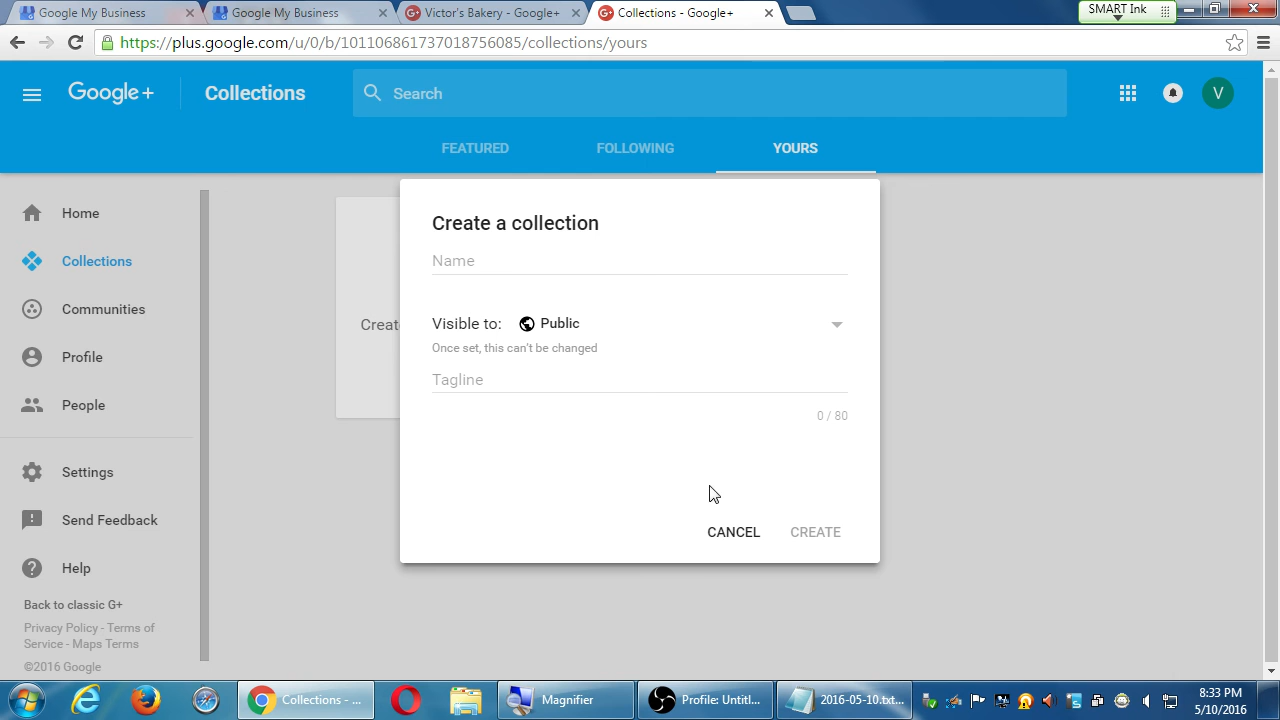 Google My Business
Google My Business
Victor's Bakery - Google+
Collections - Google+
SMART Ink
https://plus.google.com/u/0/b/101106861737018756085/collections/yours
Google+
Collections
Search
V
FEATURED
FOLLOWING
YOURS
Home
Collections
Communities
Profile
People
Settings
Send Feedback
Help
Back to classic G+
Privacy Policy - Terms of
Service - Maps Terms
©2016 Google
Creat
Create a collection
Name
Visible to: Public
Once set, this can't be changed
Tagline
0 / 80
CANCEL
CREATE
Collections - ...
Magnifier
Profile: Untitl...
2016-05-10.txt...
8:33 PM
5/10/2016